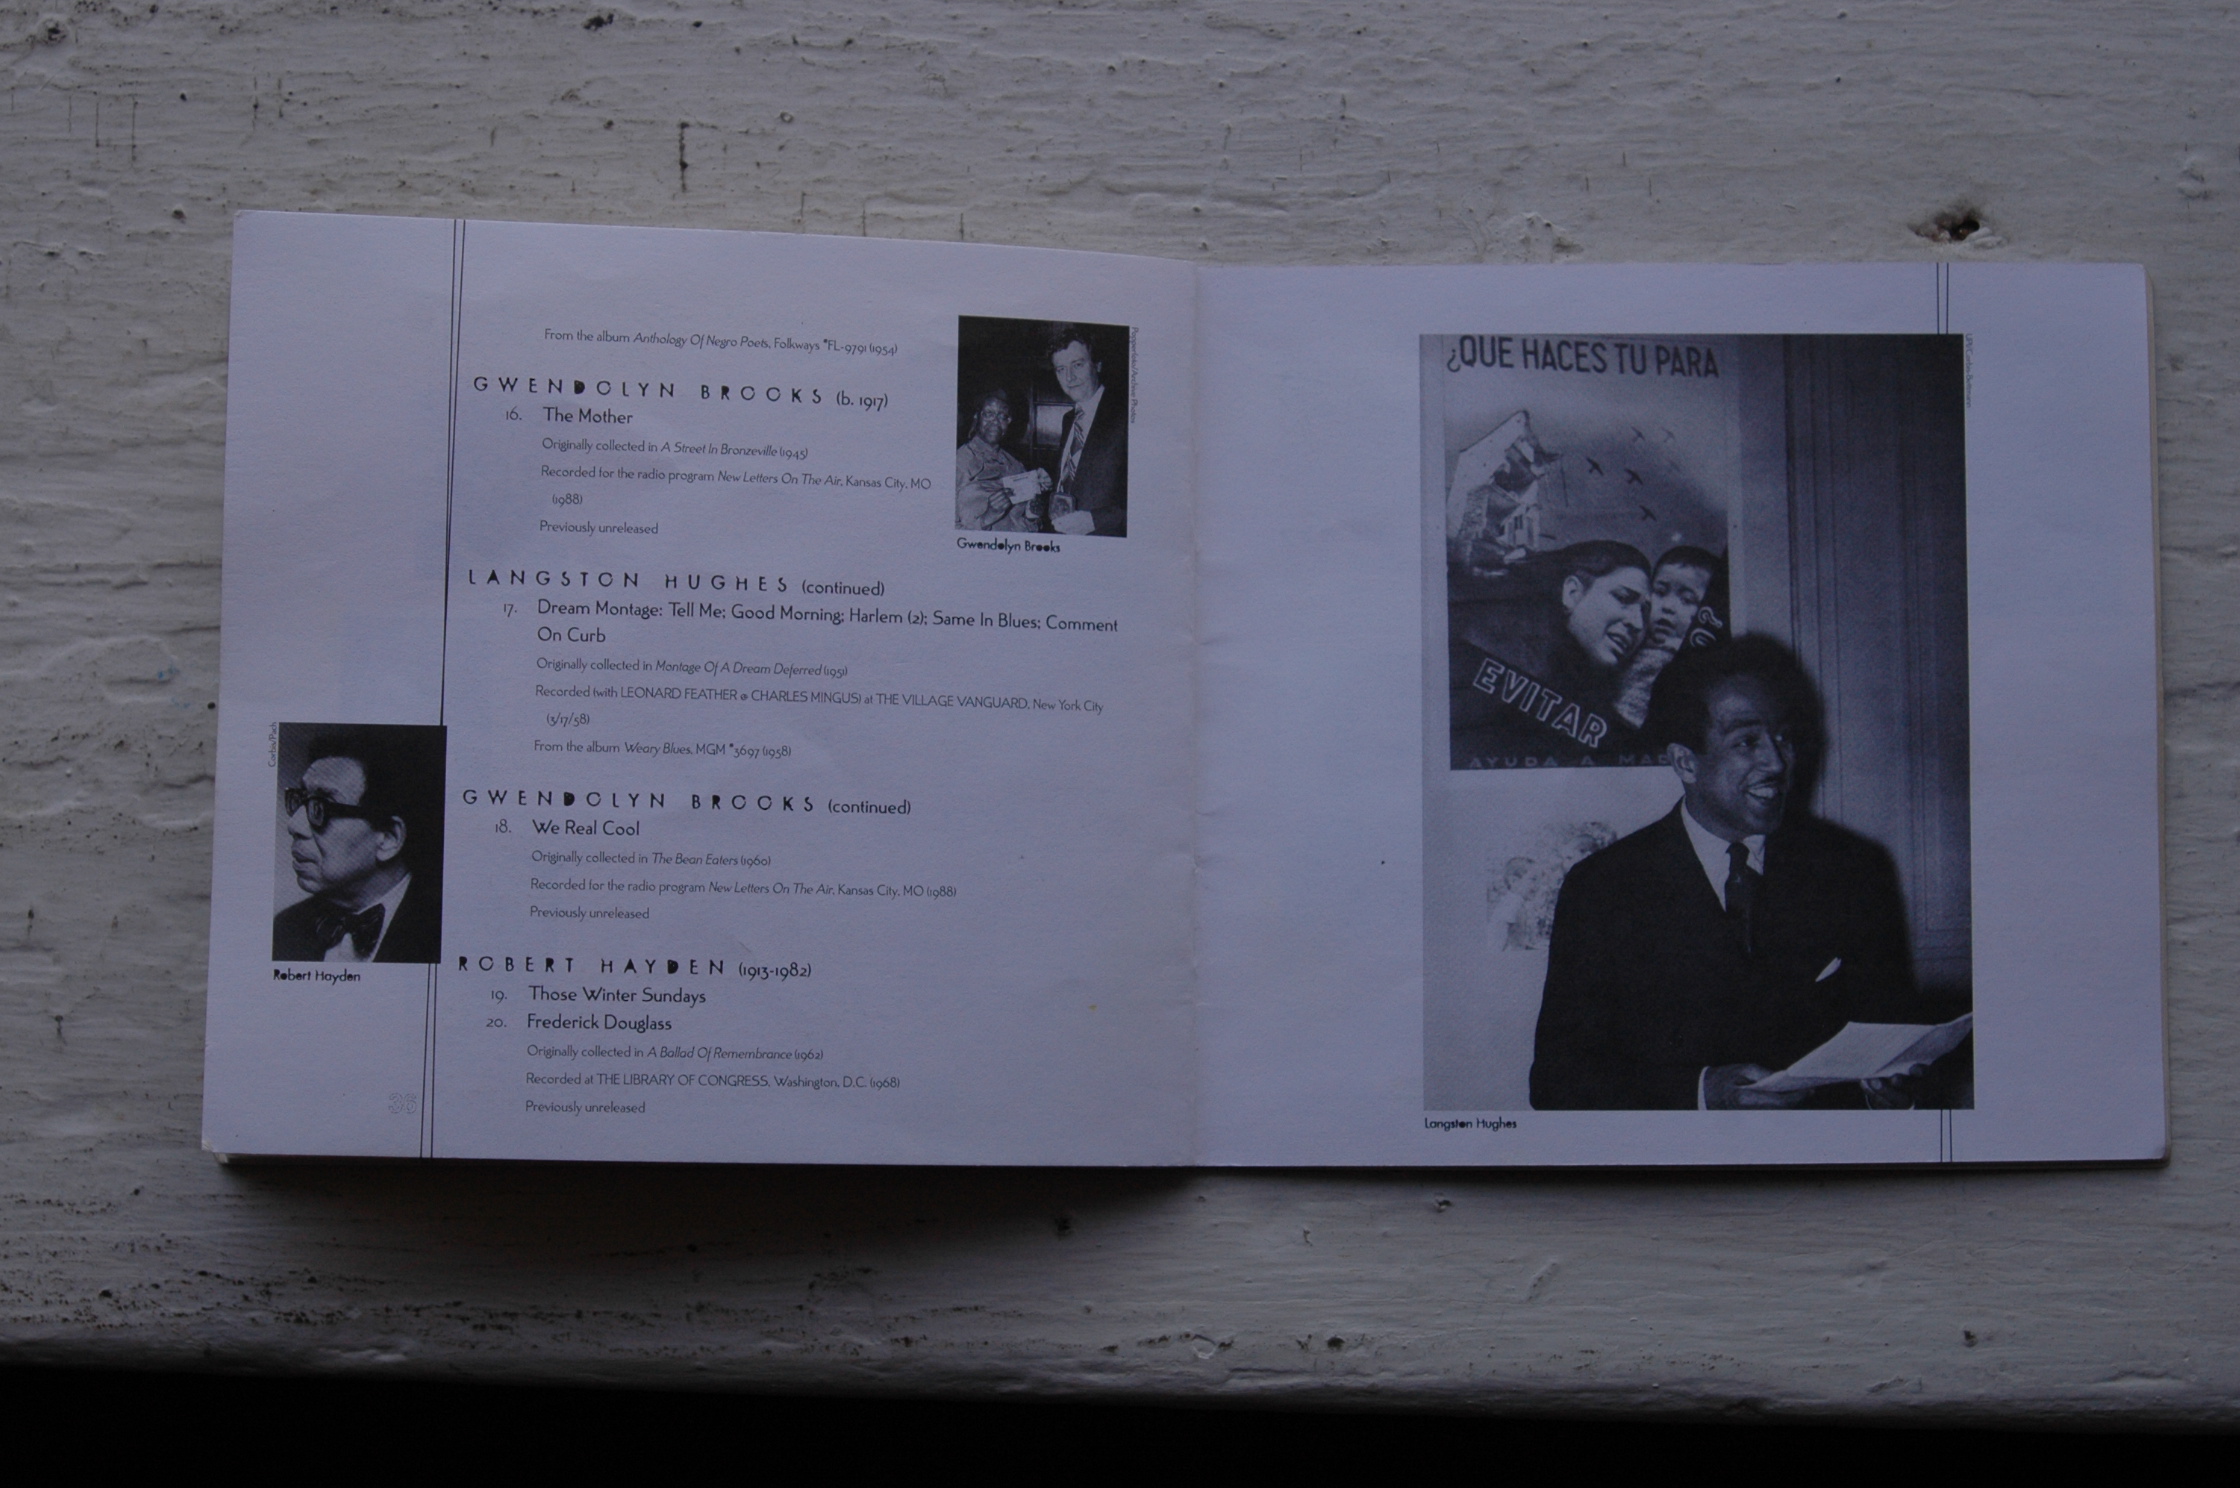 From the album Anthology Of Negro Poets, Folkways #FL-9791 (1954)
GWENDOLYN BROOKS (b. 1917)
16. The Mother
Originally collected in A Street In Bronzeville (1945)
Recorded for the radio program New Letters On The Air, Kansas City, MO
(1988)
Previously unreleased
Popperfoto/Archive Photos
Gwendolyn Brooks
LANGSTON HUGHES (continued)
17. Dream Montage: Tell Me; Good Morning; Harlem (2); Same In Blues; Comment
On Curb
Originally collected in Montage Of A Dream Deferred (1951)
Recorded (with LEONARD FEATHER & CHARLES MINGUS) at THE VILLAGE VANGUARD, New York City
(3/17/58)
From the album Weary Blues, MGM #3697 (1958)
GWENDOLYN BROOKS (continued)
18. We Real Cool
Originally collected in The Bean Eaters (1960)
Recorded for the radio program New Letters On The Air, Kansas City, MO (1988)
Previously unreleased
Corbis/Pach
Robert Hayden
ROBERT HAYDEN (1913-1982)
19. Those Winter Sundays
20. Frederick Douglass
Originally collected in A Ballad Of Remembrance (1962)
Recorded at THE LIBRARY OF CONGRESS, Washington, D.C. (1968)
Previously unreleased
36
¿QUE HACES TU PARA
EVITAR
AYUDA A MAD
UPI/Corbis-Bettmann
Langston Hughes